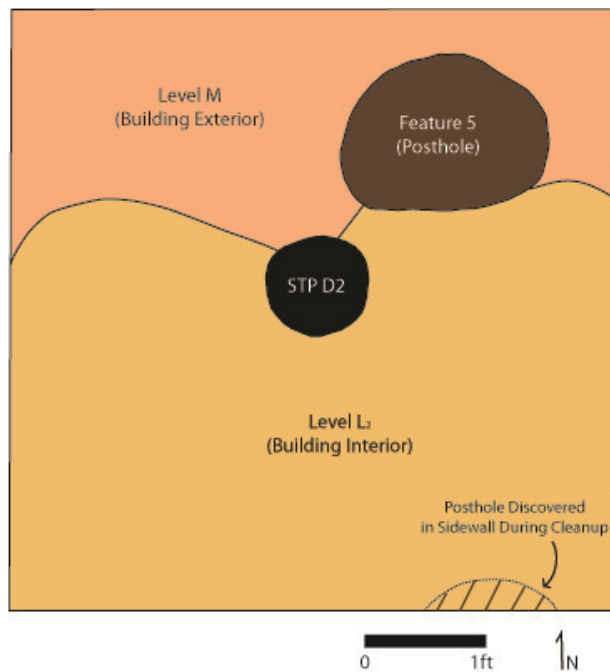 Level M
(Building Exterior)
Feature 5
(Posthole)
STP D2
Level L₂
(Building Interior)
Posthole Discovered
in Sidewall During Cleanup
0 1ft N